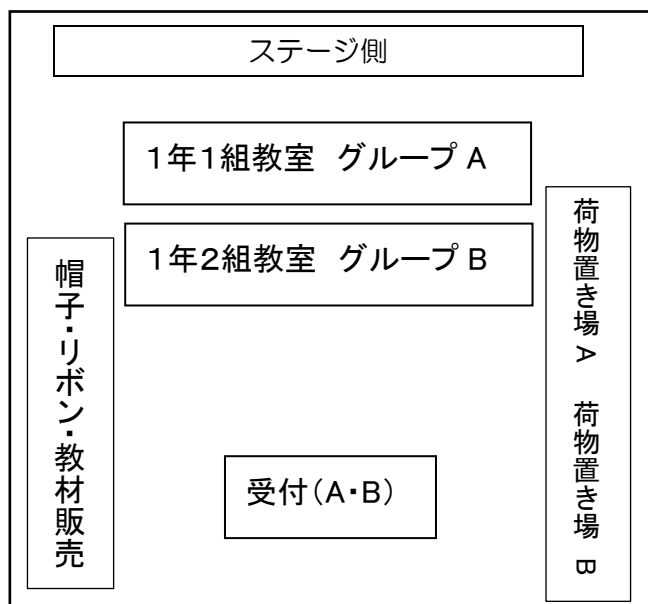 ステージ側
1年1組教室　グループ A
1年2組教室　グループ B
帽子・リボン・教材販売
荷物置き場 A　荷物置き場 B
受付(A・B)